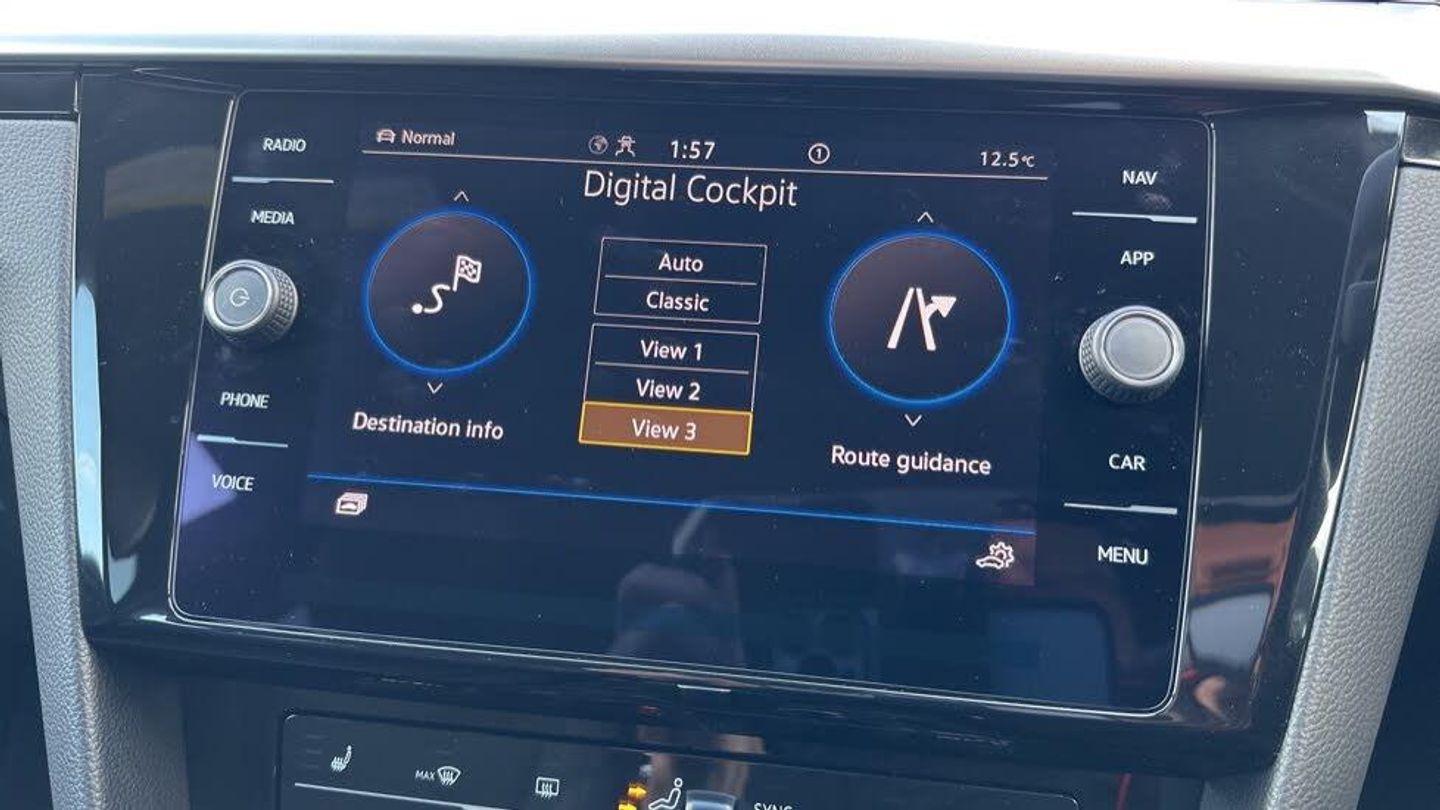 RADIO
MEDIA
PHONE
VOICE
Normal
1:57
1
12.5°C
Digital Cockpit
Auto
Classic
View 1
View 2
View 3
Destination info
Route guidance
NAV
APP
CAR
MENU
MAX
SYNC